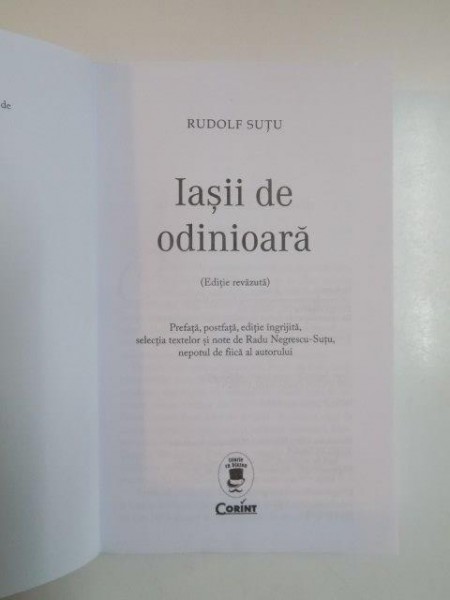 de
RUDOLF SUȚU
Iașii de
odinioară
(Ediție revăzută)
Prefață, postfață, ediție îngrijită,
selecția textelor și note de Radu Negrescu-Suțu,
nepotul de fiică al autorului
CORINT